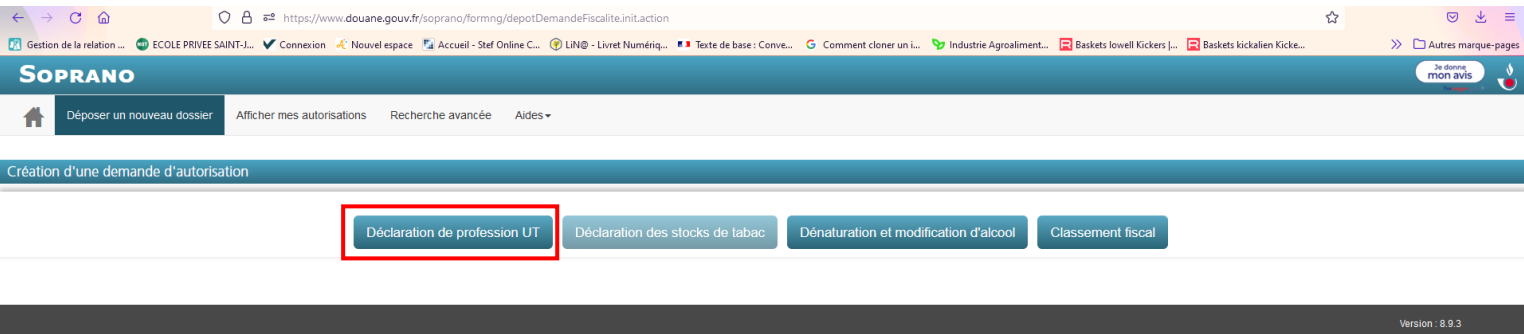 https://www.douane.gouv.fr/soprano/formng/depotDemandeFiscalite.init.action
Gestion de la relation ... ECOLE PRIVEE SAINT-J... Connexion Nouvel espace Accueil - Stef Online C... LiN@ - Livret Numériq... Texte de base : Conve... Comment cloner un i... Industrie Agroaliment... Baskets lowell Kickers |... Baskets kickalien Kicke... Autres marque-pages
SOPRANO
Je donne
mon avis
Déposer un nouveau dossier Afficher mes autorisations Recherche avancée Aides
Création d'une demande d'autorisation
Déclaration de profession UT Déclaration des stocks de tabac Dénaturation et modification d'alcool Classement fiscal
Version : 8.9.3